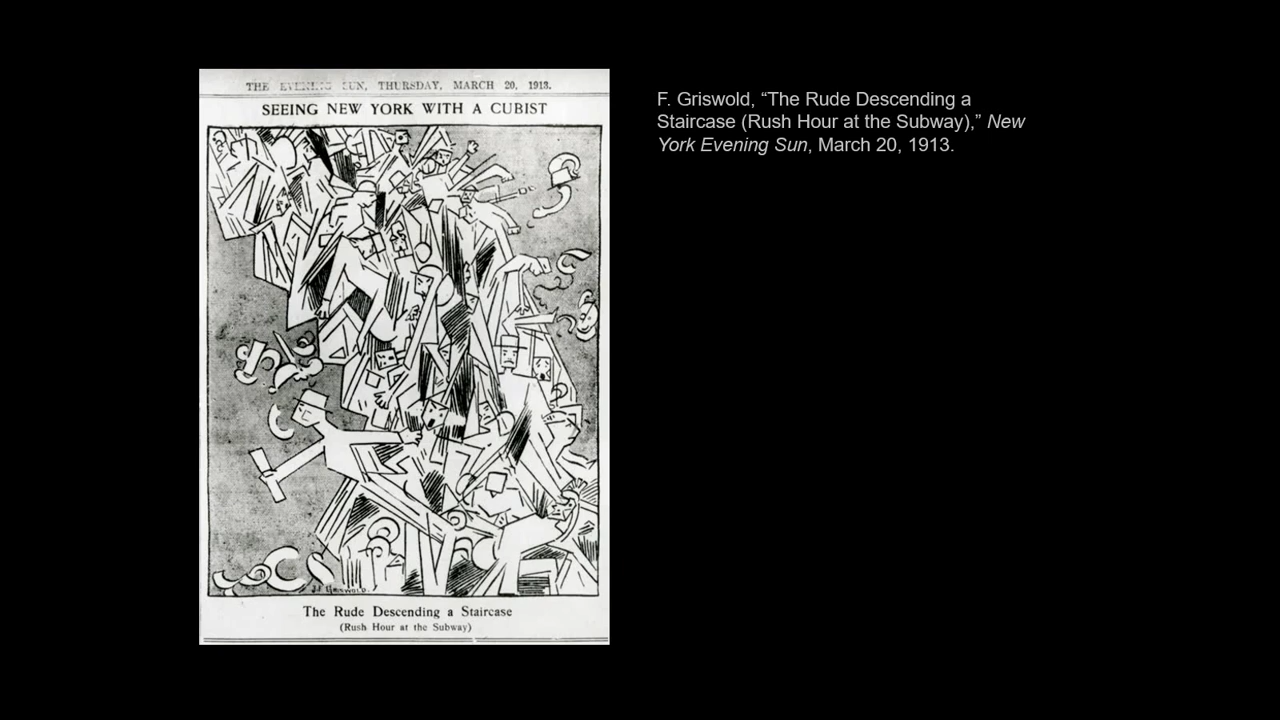 THE EVENING SUN, THURSDAY, MARCH 20, 1913.
SEEING NEW YORK WITH A CUBIST
The Rude Descending a Staircase
(Rush Hour at the Subway)
F. Griswold, “The Rude Descending a
Staircase (Rush Hour at the Subway),” New
York Evening Sun, March 20, 1913.